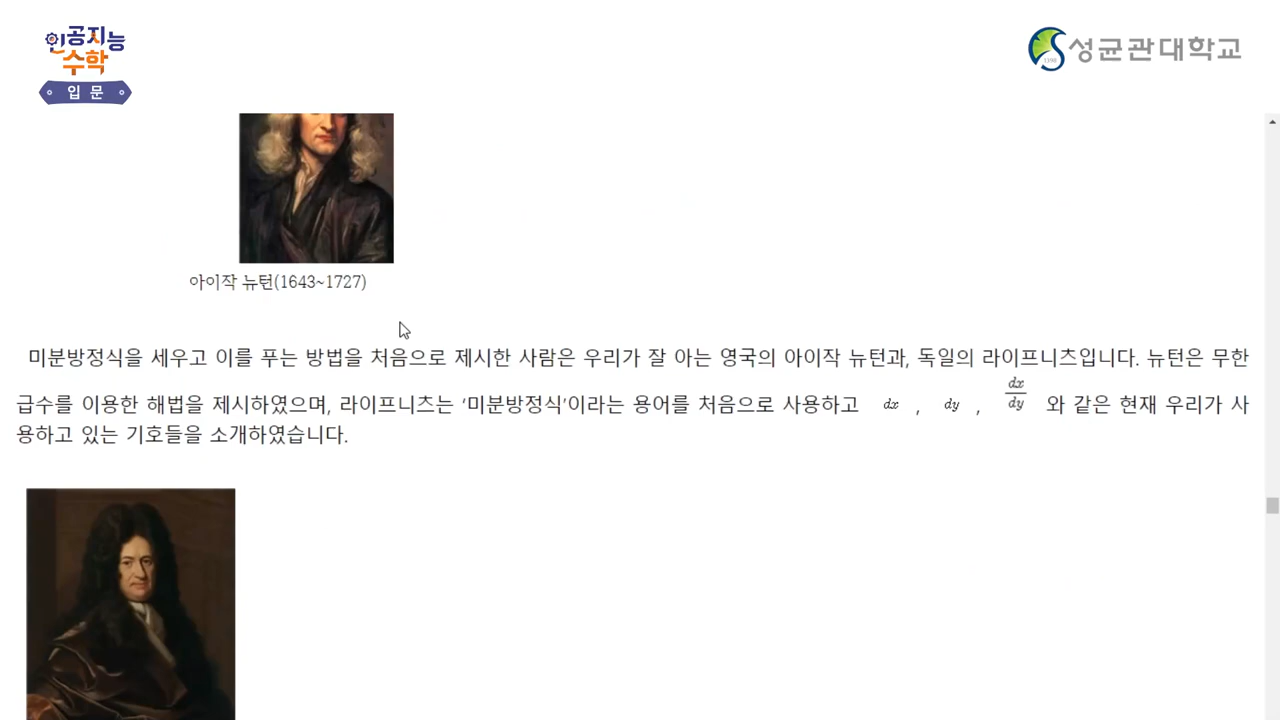 인공지능
수학
입문
1398
성균관대학교
아이작 뉴턴(1643~1727)
미분방정식을 세우고 이를 푸는 방법을 처음으로 제시한 사람은 우리가 잘 아는 영국의 아이작 뉴턴과, 독일의 라이프니츠입니다. 뉴턴은 무한
급수를 이용한 해법을 제시하였으며, 라이프니츠는 ‘미분방정식’이라는 용어를 처음으로 사용하고 dx , dy , dx/dy 와 같은 현재 우리가 사
용하고 있는 기호들을 소개하였습니다.